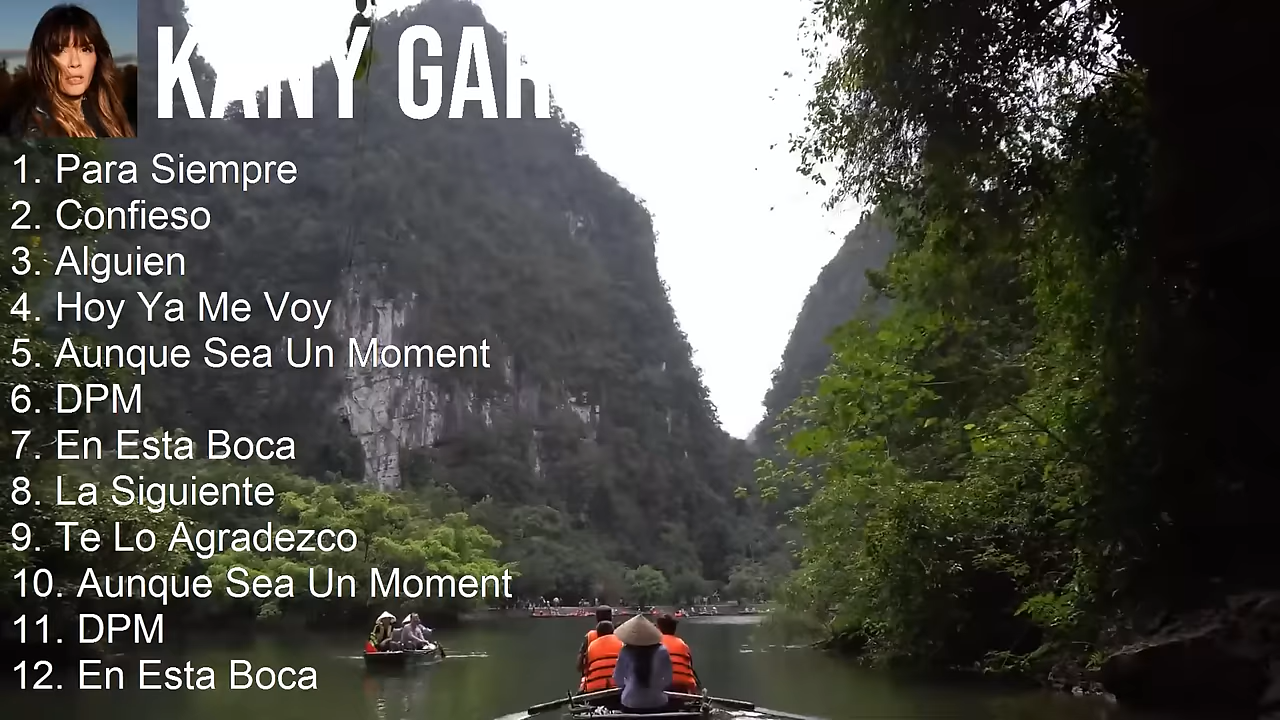 KANY GAR
1. Para Siempre
2. Confieso
3. Alguien
4. Hoy Ya Me Voy
5. Aunque Sea Un Moment
6. DPM
7. En Esta Boca
8. La Siguiente
9. Te Lo Agradezco
10. Aunque Sea Un Moment
11. DPM
12. En Esta Boca